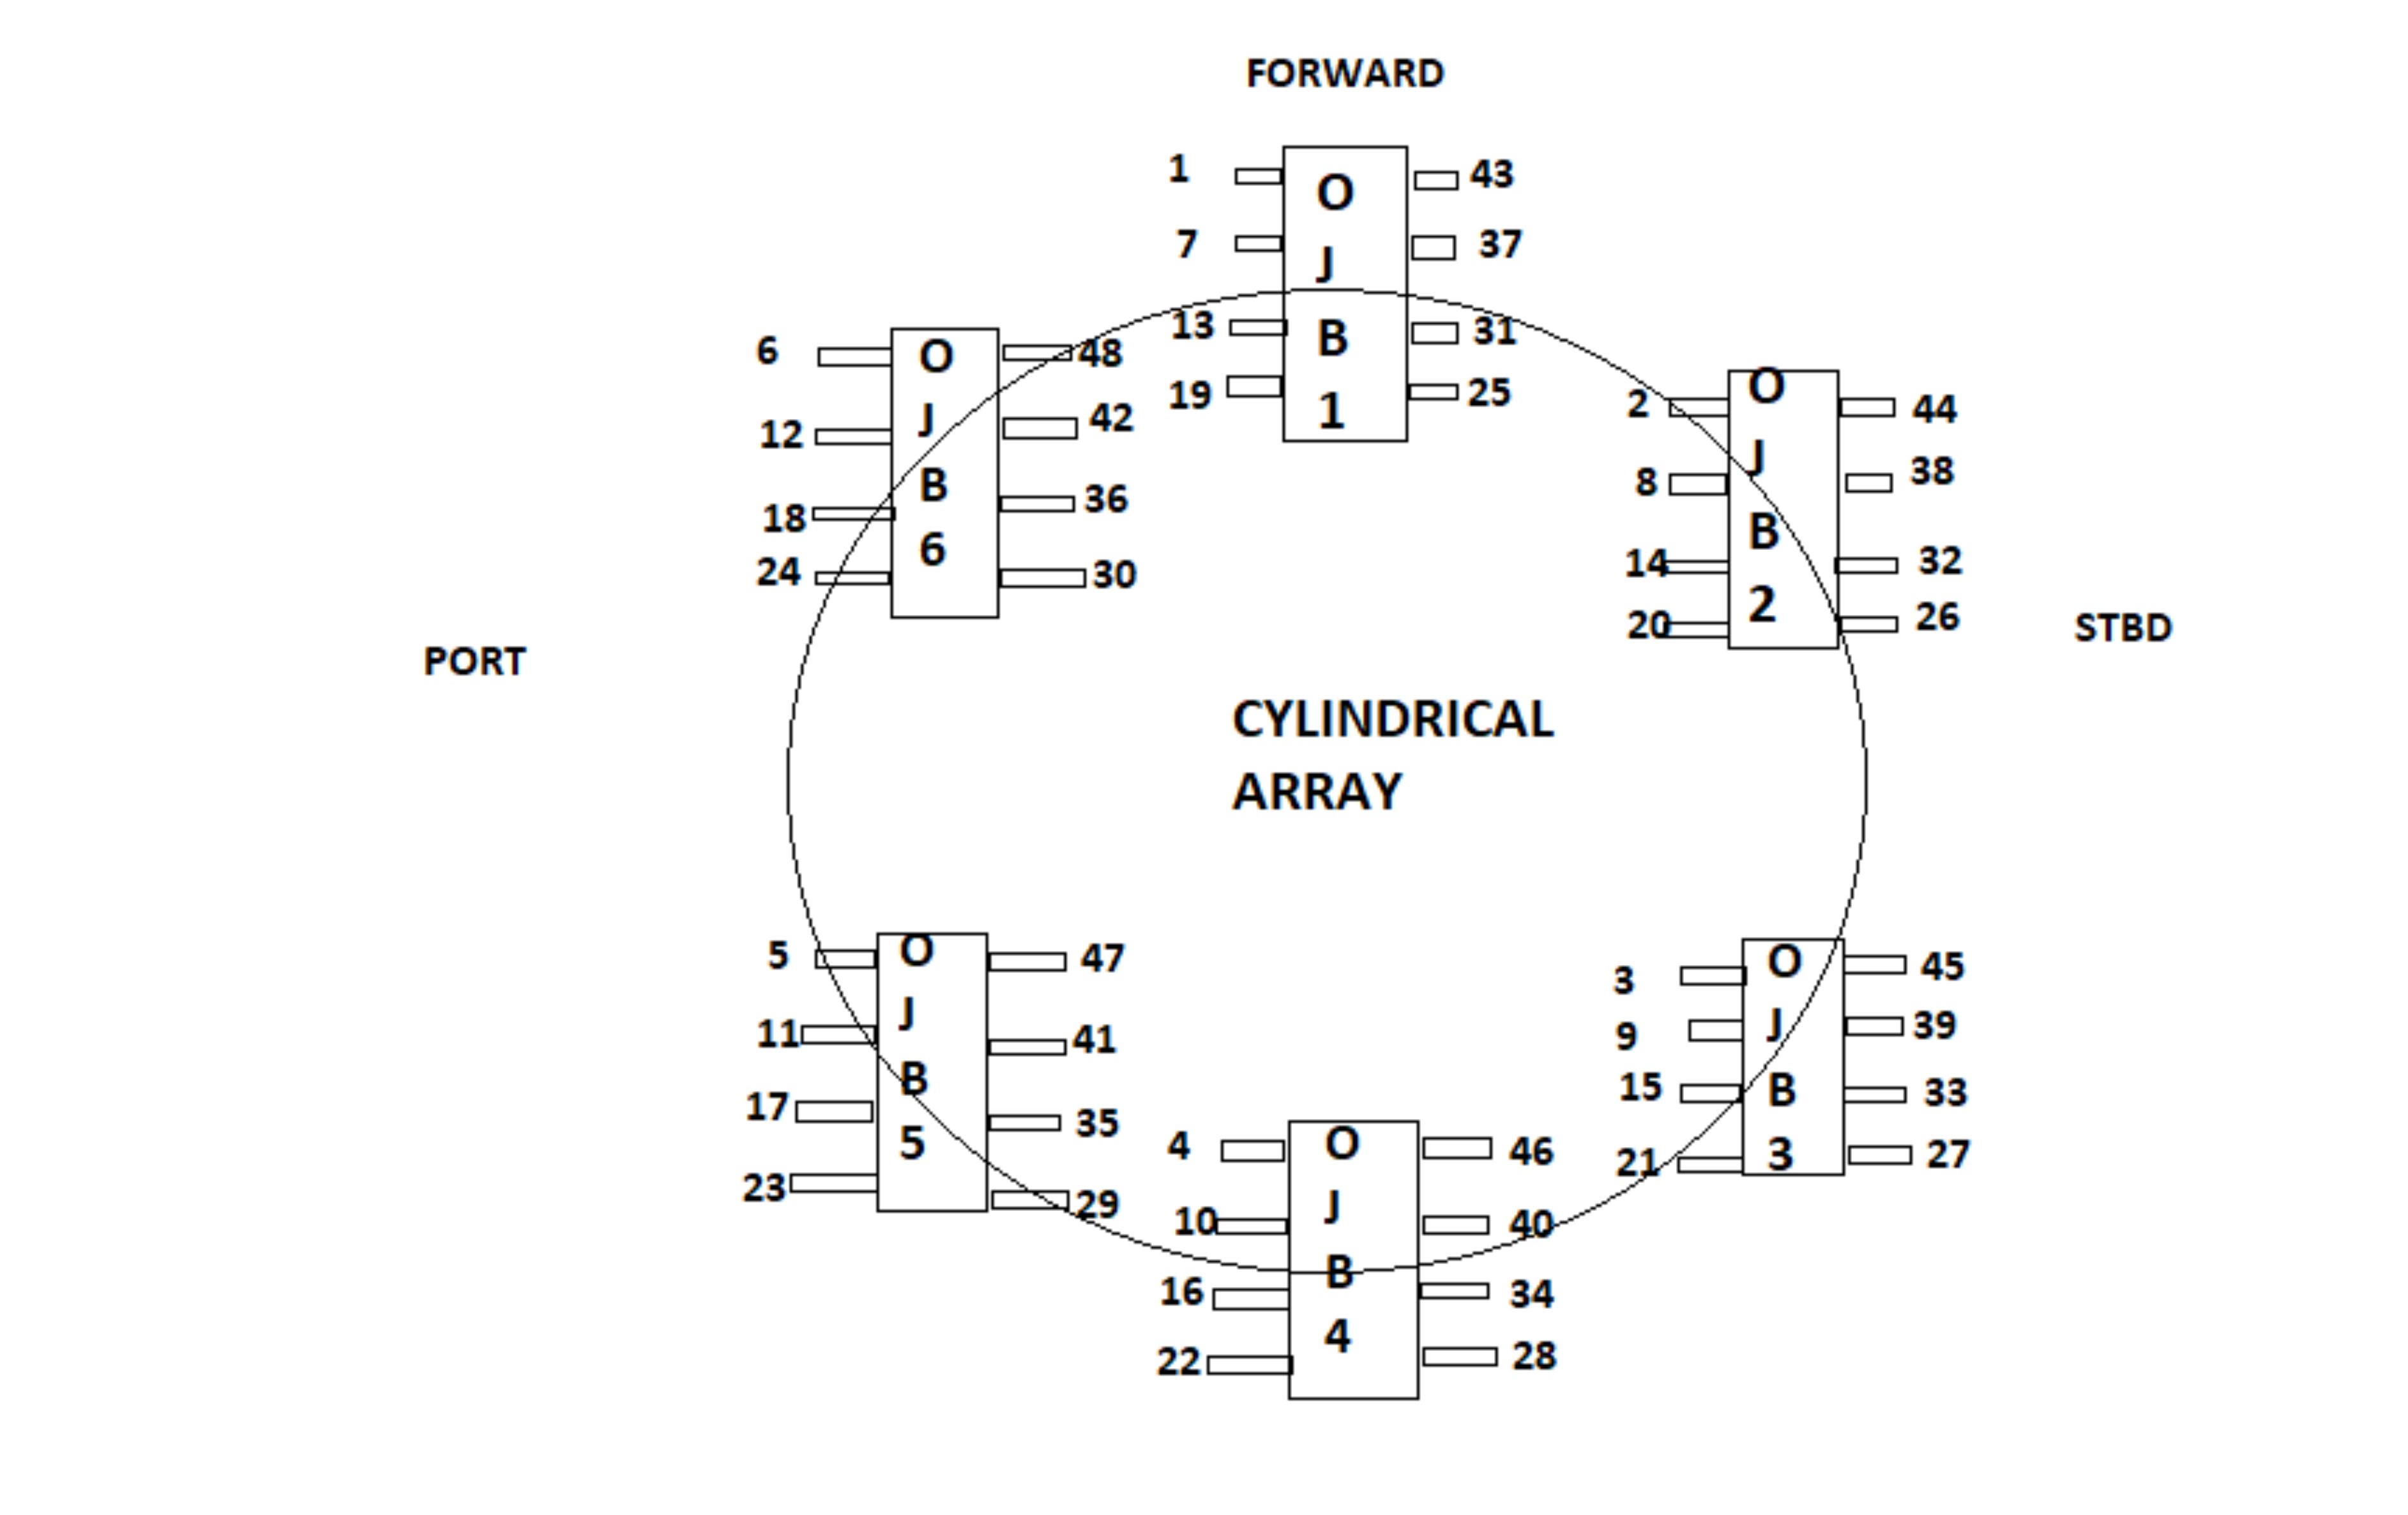 FORWARD
1 O 43
7 J 37
13 B 31
19 1 25
6 O 48
12 J 42
18 B 36
24 6 30
2 O 44
8 J 38
14 B 32
20 2 26
PORT
STBD
CYLINDRICAL
ARRAY
5 O 47
11 J 41
17 B 35
23 5 29
3 O 45
9 J 39
15 B 33
21 3 27
4 O 46
10 J 40
16 B 34
22 4 28